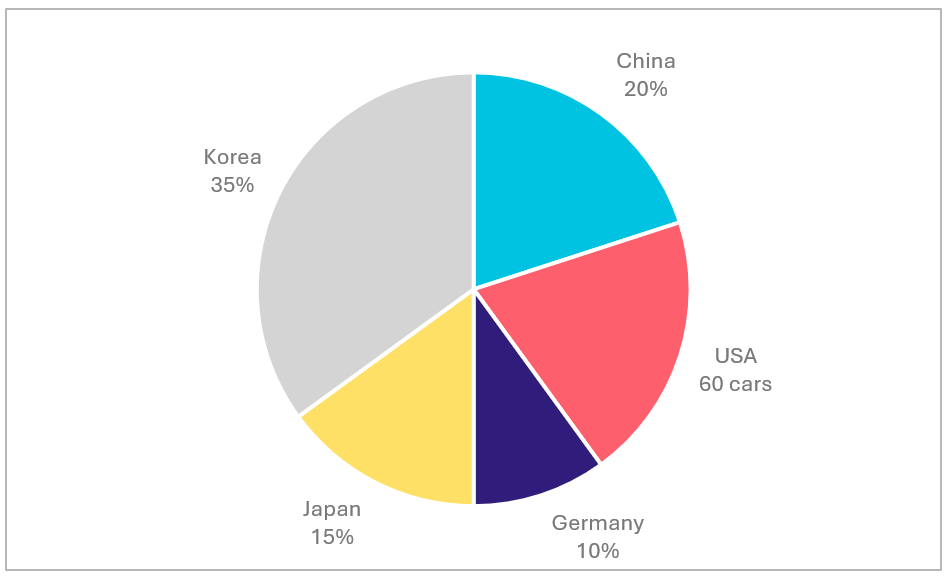 China
20%
Korea
35%
USA
60 cars
Japan
15%
Germany
10%